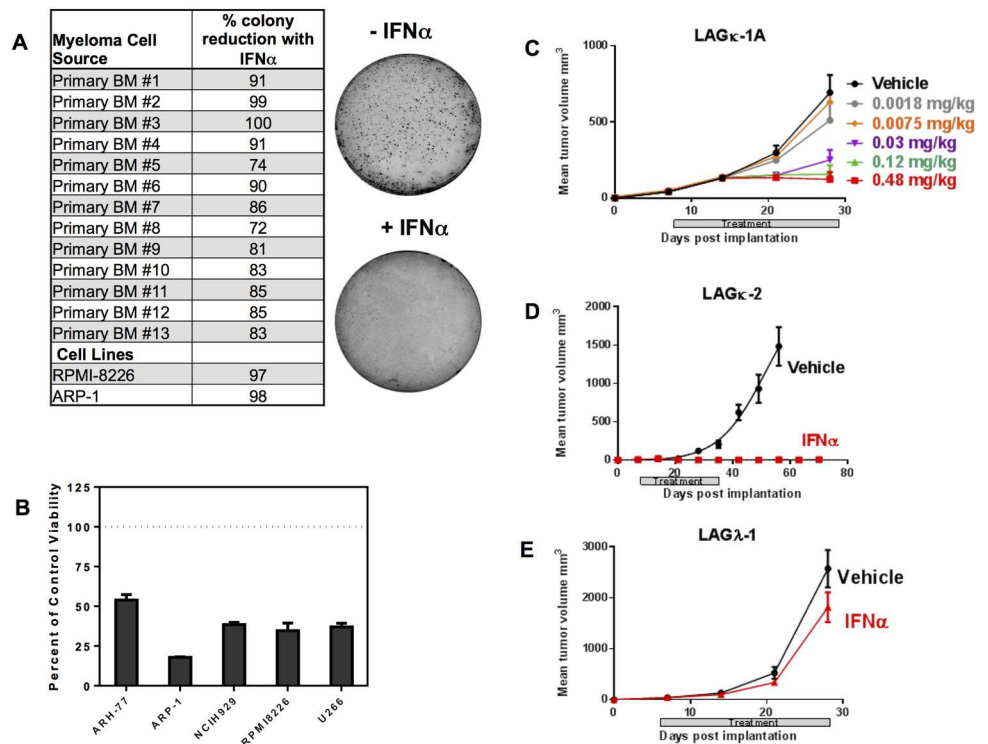 A
Myeloma Cell Source
% colony reduction with IFNα
Primary BM #1 91
Primary BM #2 99
Primary BM #3 100
Primary BM #4 91
Primary BM #5 74
Primary BM #6 90
Primary BM #7 86
Primary BM #8 72
Primary BM #9 81
Primary BM #10 83
Primary BM #11 85
Primary BM #12 85
Primary BM #13 83
Cell Lines
RPMI-8226 97
ARP-1 98
- IFNα
+ IFNα
B
Percent of Control Viability
125
100
75
50
25
0
ARH-77
ARP-1
NCIH929
RPMI8226
U266
C
LAGκ-1A
Mean tumor volume mm³
1000
500
0
0 10 20 30
Treatment
Days post implantation
Vehicle
0.0018 mg/kg
0.0075 mg/kg
0.03 mg/kg
0.12 mg/kg
0.48 mg/kg
D
LAGκ-2
Mean tumor volume mm³
2000
1500
1000
500
0
0 20 40 60 80
Treatment
Days post implantation
Vehicle
IFNα
E
LAGλ-1
Mean tumor volume mm³
3000
2000
1000
0
0 10 20 30
Treatment
Days post implantation
Vehicle
IFNα